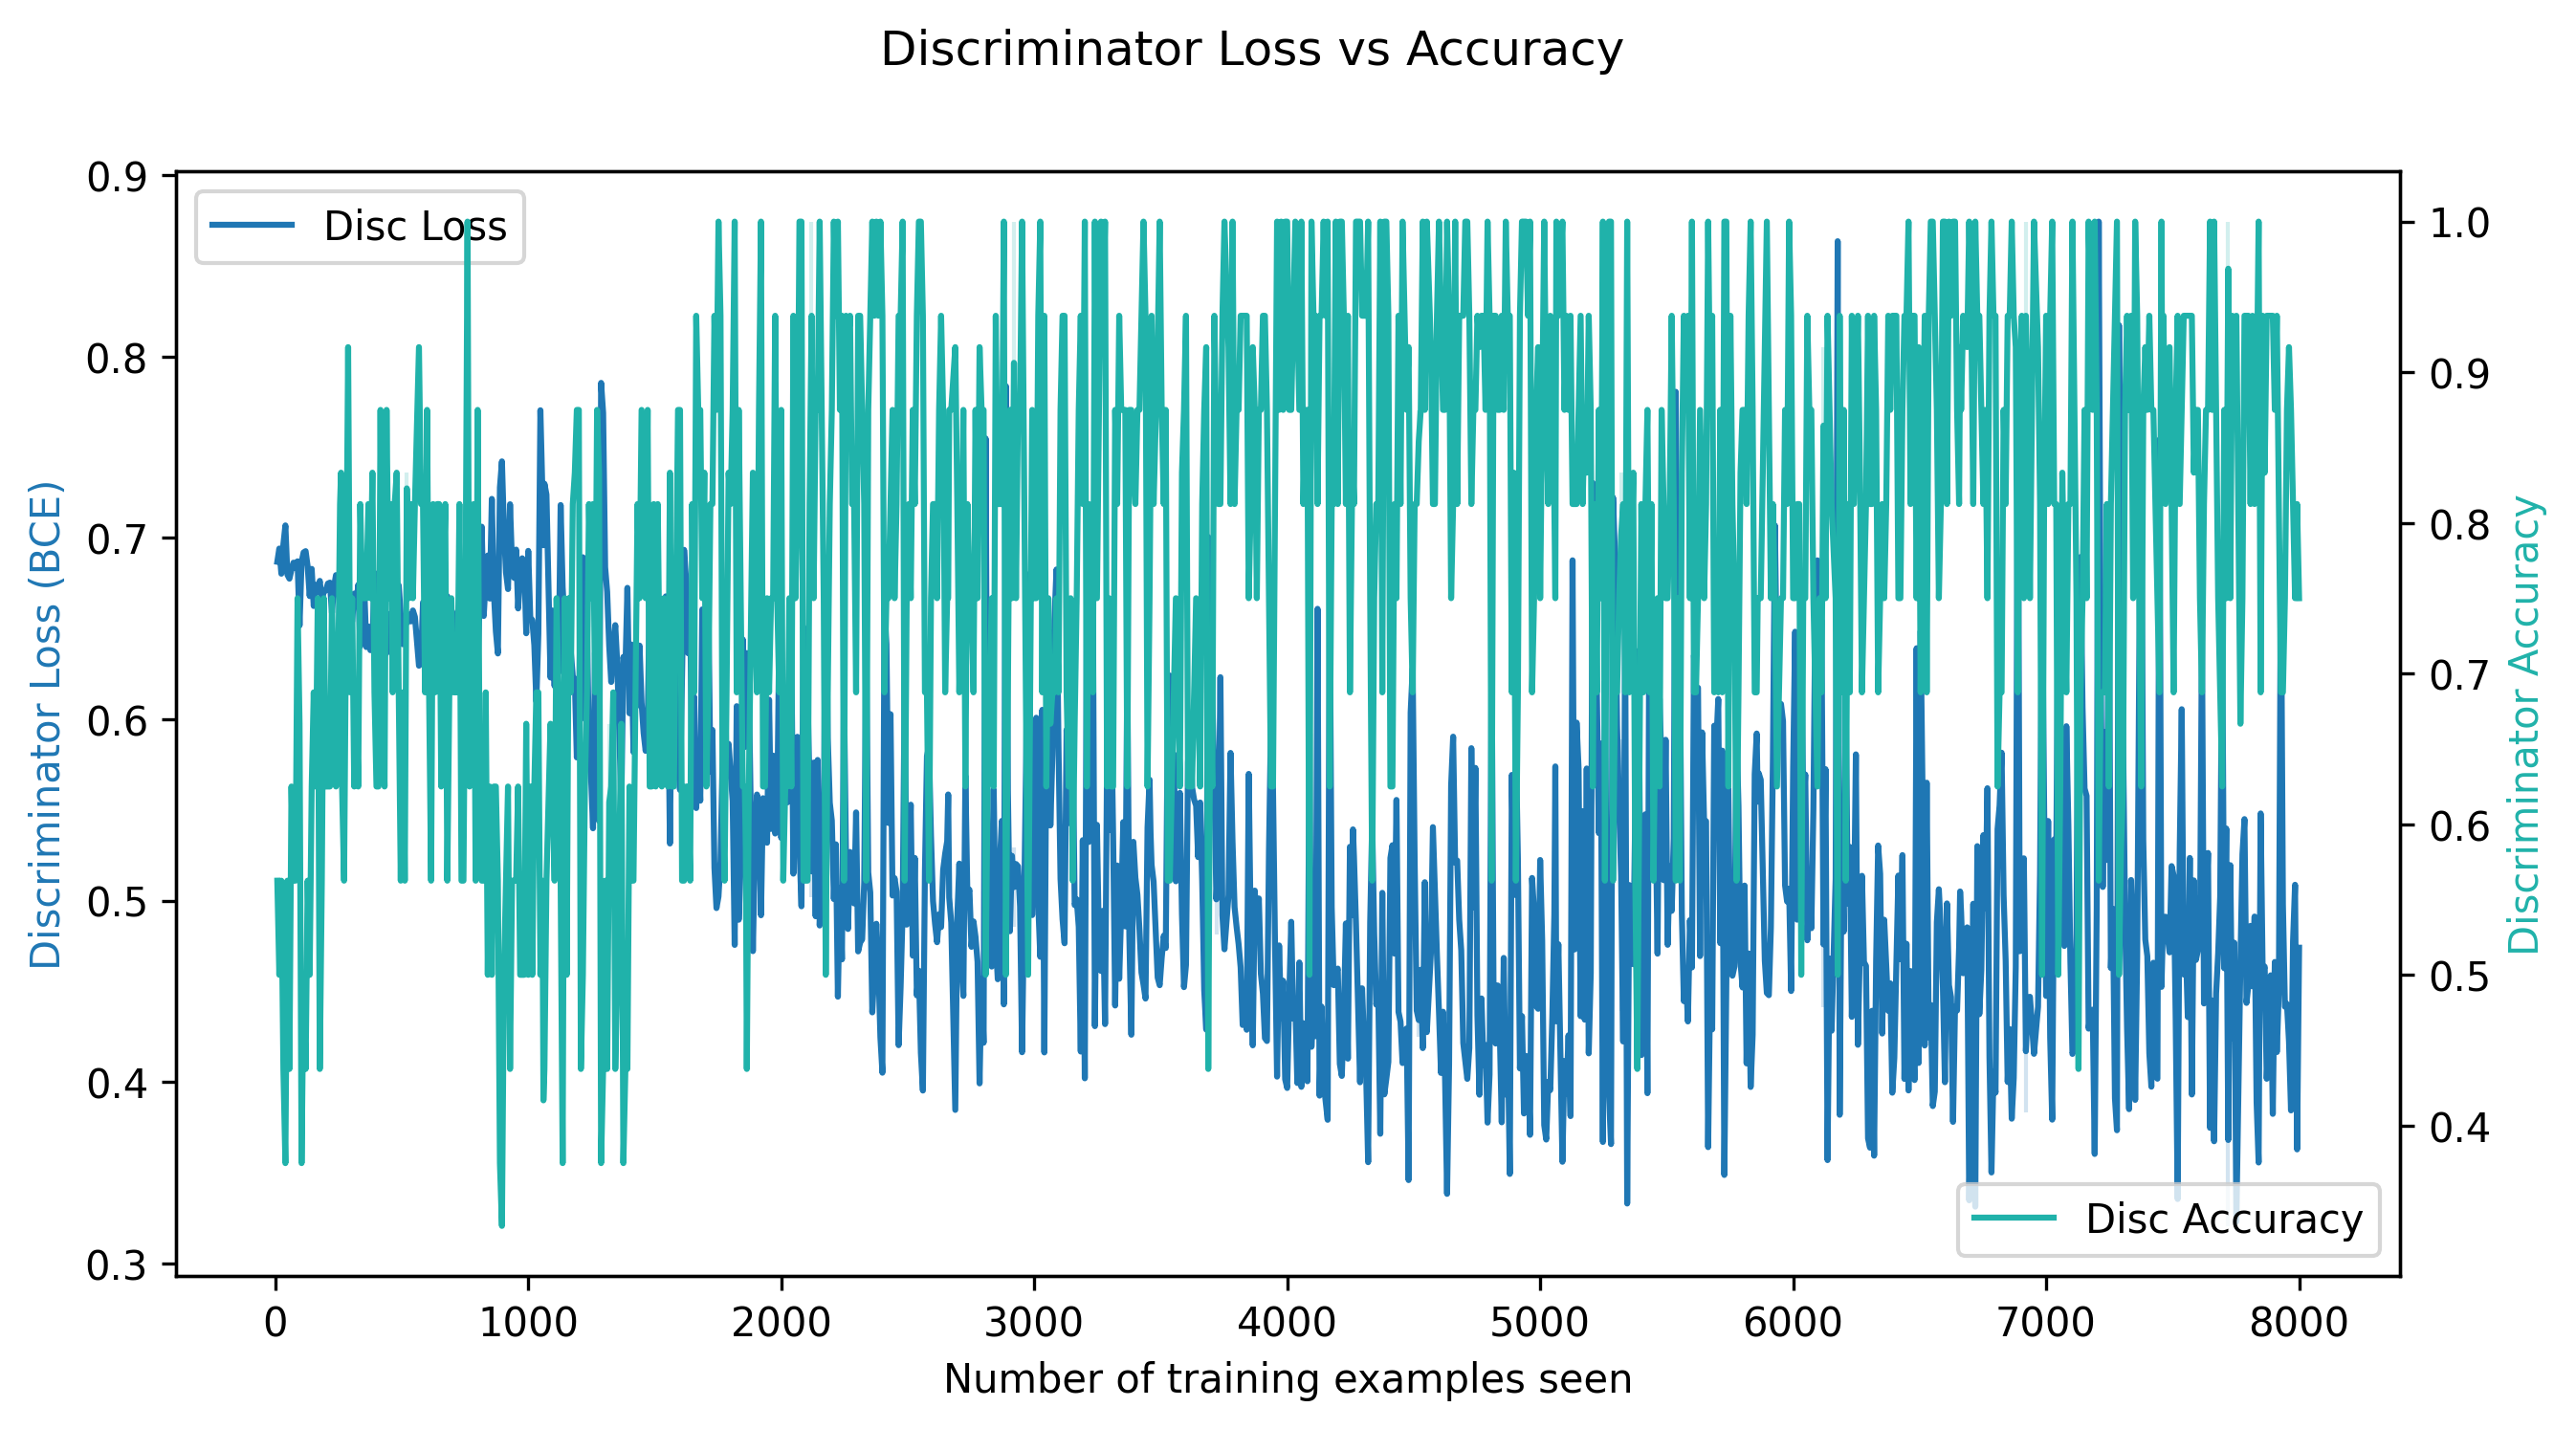 Discriminator Loss vs Accuracy
Disc Loss
Disc Accuracy
Discriminator Loss (BCE)
0.9
0.8
0.7
0.6
0.5
0.4
0.3
1.0
0.9
0.8
0.7
0.6
0.5
0.4
Discriminator Accuracy
0 1000 2000 3000 4000 5000 6000 7000 8000
Number of training examples seen